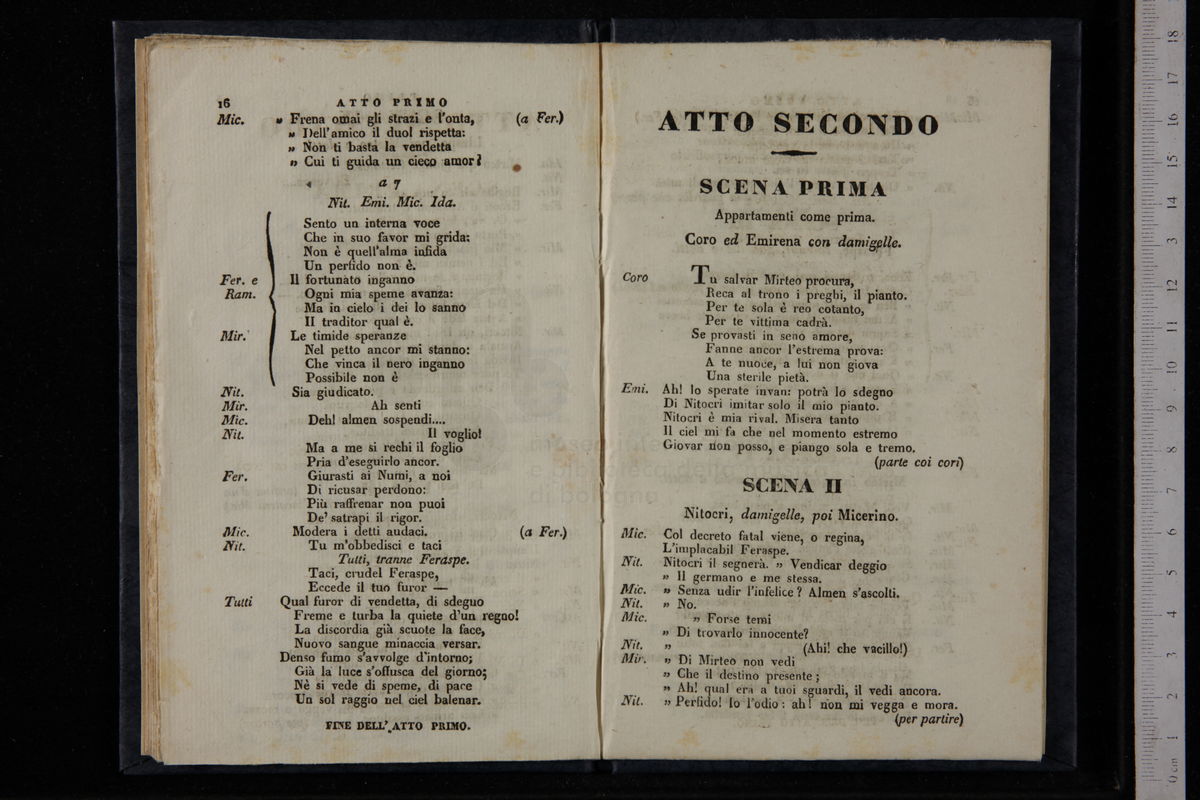 16 ATTO PRIMO
Mic. » Frena omai gli strazi e l'onta, (a Fer.)
» Dell'amico il duol rispetta:
» Non ti basta la vendetta
» Cui ti guida un cieco amor?
a 7
Nit. Emi. Mic. Ida.
Sento un interna voce
Che in suo favor mi grida:
Non è quell'alma infida
Un perfido non è.
Fer. e Il fortunato inganno
Ram. Ogni mia speme avanza:
Ma in cielo i dei lo sanno
Il traditor qual è.
Mir. Le timide speranze
Nel petto ancor mi stanno:
Che vinca il nero inganno
Possibile non è
Nit. Sia giudicato.
Mir. Ah senti
Mic. Deh! almen sospendi....
Nit. Il voglio!
Ma a me si rechi il foglio
Pria d'eseguirlo ancor.
Fer. Giurasti ai Numi, a noi
Di ricusar perdono:
Più raffrenar non puoi
De' satrapi il rigor.
Mic. Modera i detti audaci. (a Fer.)
Nit. Tu m'obbedisci e taci
Tutti, tranne Feraspe.
Taci, crudel Feraspe,
Eccede il tuo furor —
Tutti Qual furor di vendetta, di sdegno
Freme e turba la quiete d'un regno!
La discordia già scuote la face,
Nuovo sangue minaccia versar.
Denso fumo s'avvolge d'intorno;
Già la luce s'offusca del giorno;
Nè si vede di speme, di pace
Un sol raggio nel ciel balenar.
FINE DELL'ATTO PRIMO.
ATTO SECONDO
SCENA PRIMA
Appartamenti come prima.
Coro ed Emirena con damigelle.
Coro Tu salvar Mirteo procura,
Reca al trono i preghi, il pianto.
Per te sola è reo cotanto,
Per te vittima cadrà.
Se provasti in seno amore,
Fanne ancor l'estrema prova:
A te nuoce, a lui non giova
Una sterile pietà.
Emi. Ah! lo sperate invan: potrà lo sdegno
Di Nitocri imitar solo il mio pianto.
Nitocri è mia rival. Misera tanto
Il ciel mi fa che nel momento estremo
Giovar non posso, e piango sola e tremo.
(parte coi cori)
SCENA II
Nitocri, damigelle, poi Micerino.
Mic. Col decreto fatal viene, o regina,
L'implacabil Feraspe.
Nit. Nitocri il segnerà. » Vendicar deggio
» Il germano e me stessa.
Mic. » Senza udir l'infelice? Almen s'ascolti.
Nit. » No.
Mic. » Forse temi
» Di trovarlo innocente?
Nit. » (Ahi! che vacillo!)
Mir. » Di Mirteo non vedi
» Che il destino presente;
» Ah! qual era a tuoi sguardi, il vedi ancora.
Nit. » Perfido! Io l'odio: ah! non mi vegga e mora.
(per partire)